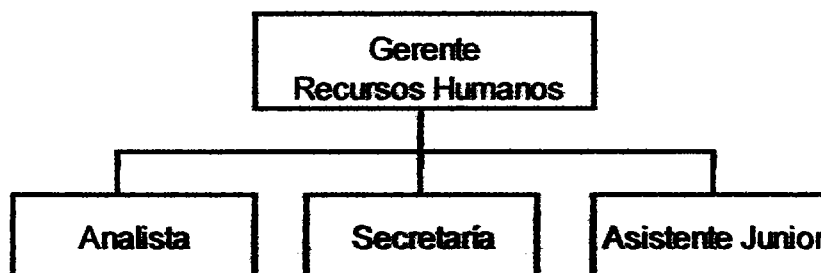 Gerente
Recursos Humanos
Analista
Secretaría
Asistente Junior